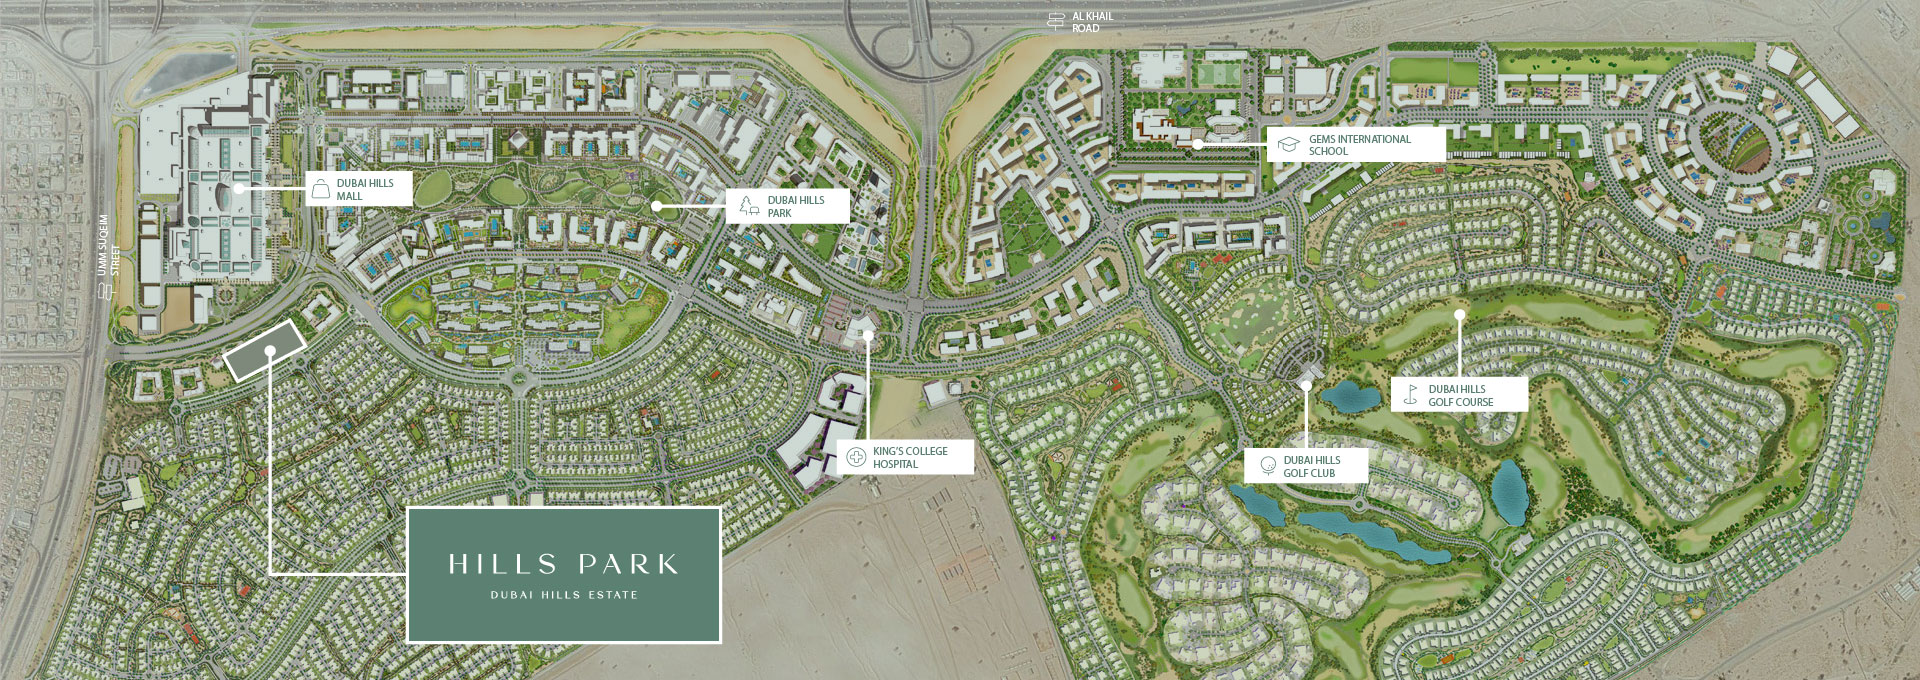 AL KHAIL
ROAD
GEMS INTERNATIONAL
SCHOOL
DUBAI HILLS
MALL
DUBAI HILLS
PARK
UMM SUQEIM
STREET
DUBAI HILLS
GOLF COURSE
KING'S COLLEGE
HOSPITAL
DUBAI HILLS
GOLF CLUB
HILLS PARK
DUBAI HILLS ESTATE